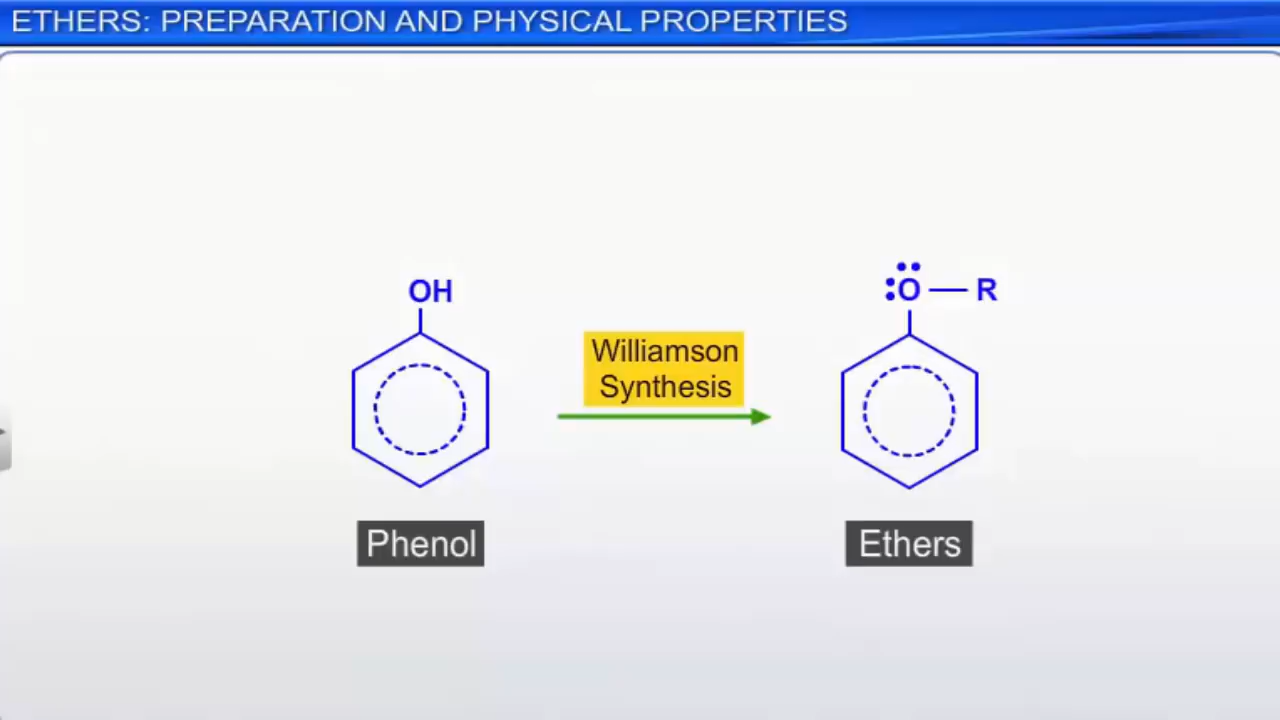 ETHERS: PREPARATION AND PHYSICAL PROPERTIES
OH
:O — R
Williamson
Synthesis
Phenol
Ethers